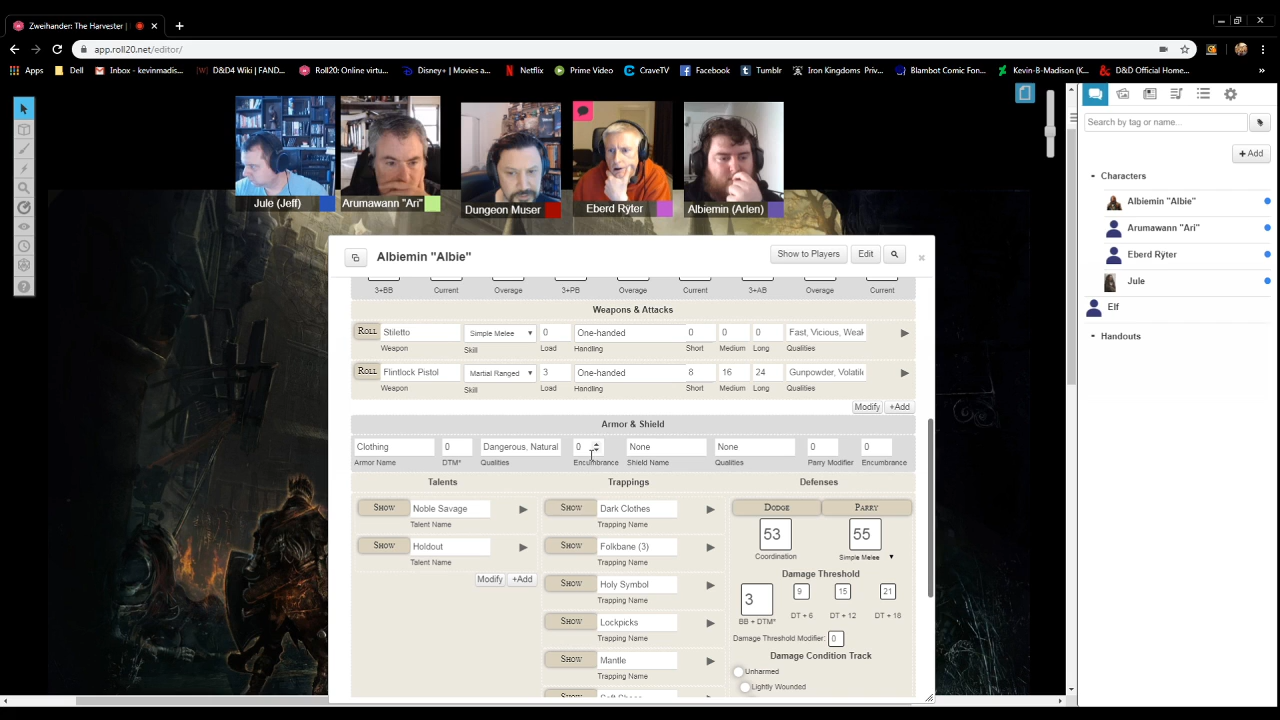 Zweihander: The Harvester |
app.roll20.net/editor/
Apps Dell Inbox - kevinmadis... D&D4 Wiki | FAND... Roll20: Online virtu... Disney+ | Movies a... Netflix Prime Video CraveTV Facebook Tumblr Iron Kingdoms Priv... Blambot Comic Fon... Kevin-B-Madison (K... D&D Official Home... »
Search by tag or name...
+ Add
Characters
Albiemin "Albie"
Arumawann "Ari"
Eberd Rÿter
Jule
Elf
Handouts
Jule (Jeff) Arumawann "Ari" Dungeon Muser Eberd Rÿter Albiemin (Arlen)
Albiemin "Albie" Show to Players Edit
3+BB Current Overage 3+PB Overage Current 3+AB Overage Current
Weapons & Attacks
Roll Stiletto Simple Melee 0 One-handed 0 0 0 Fast, Vicious, Weak
Weapon Skill Load Handling Short Medium Long Qualities
Roll Flintlock Pistol Martial Ranged 3 One-handed 8 16 24 Gunpowder, Volatile
Weapon Skill Load Handling Short Medium Long Qualities
Modify +Add
Armor & Shield
Clothing 0 Dangerous, Natural 0 None None 0 0
Armor Name DTM* Qualities Encumbrance Shield Name Qualities Parry Modifier Encumbrance
Talents Trappings Defenses
Show Noble Savage Show Dark Clothes Dodge Parry
Talent Name Trapping Name
53 55
Show Holdout Show Folkbane (3) Coordination Simple Melee
Talent Name Trapping Name
Damage Threshold
Modify +Add Show Holy Symbol
3 9 15 21
Trapping Name
BB + DTM* DT + 6 DT + 12 DT + 18
Show Lockpicks
Trapping Name Damage Threshold Modifier: 0
Show Mantle Damage Condition Track
Trapping Name Unharmed
Lightly Wounded